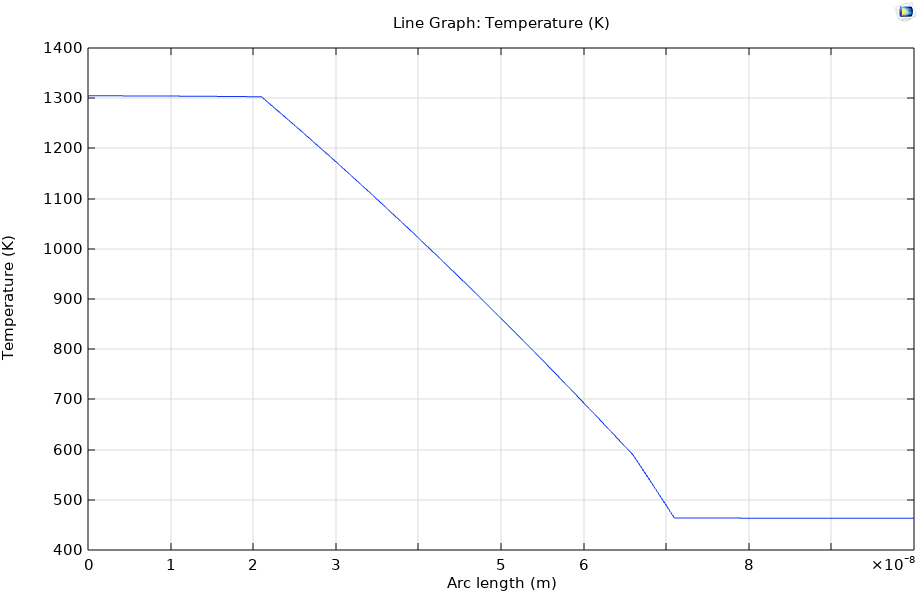 Line Graph: Temperature (K)
1400
1300
1200
1100
1000
900
800
700
600
500
400
Temperature (K)
0 1 2 3 5 6 8 ×10⁻⁸
Arc length (m)